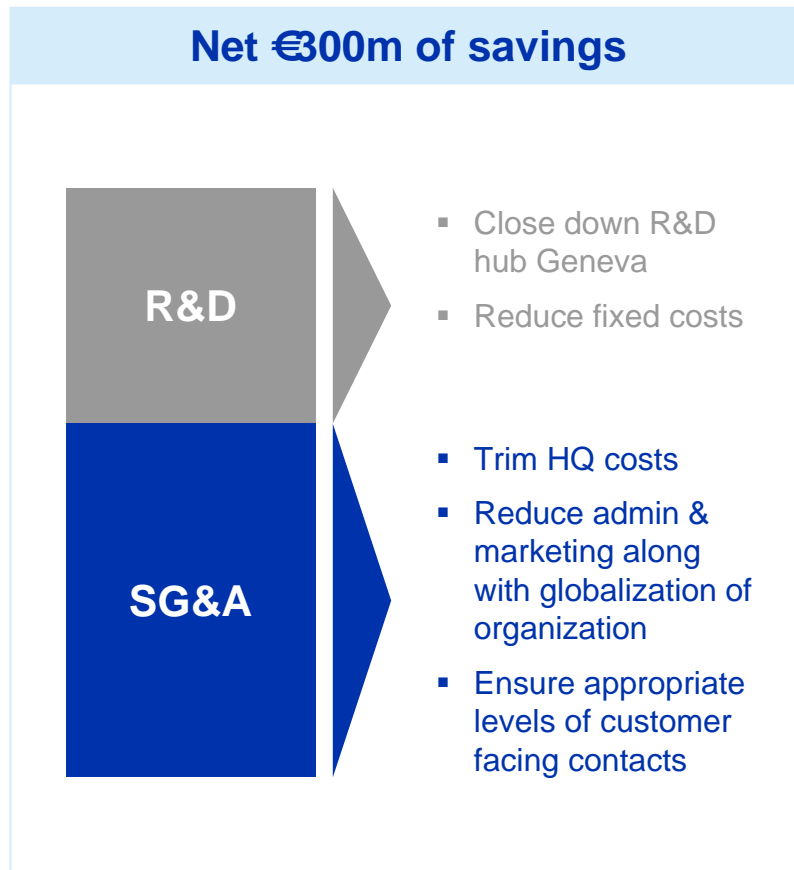 Net €300m of savings
R&D
▪ Close down R&D
hub Geneva
▪ Reduce fixed costs
SG&A
▪ Trim HQ costs
▪ Reduce admin &
marketing along
with globalization of
organization
▪ Ensure appropriate
levels of customer
facing contacts